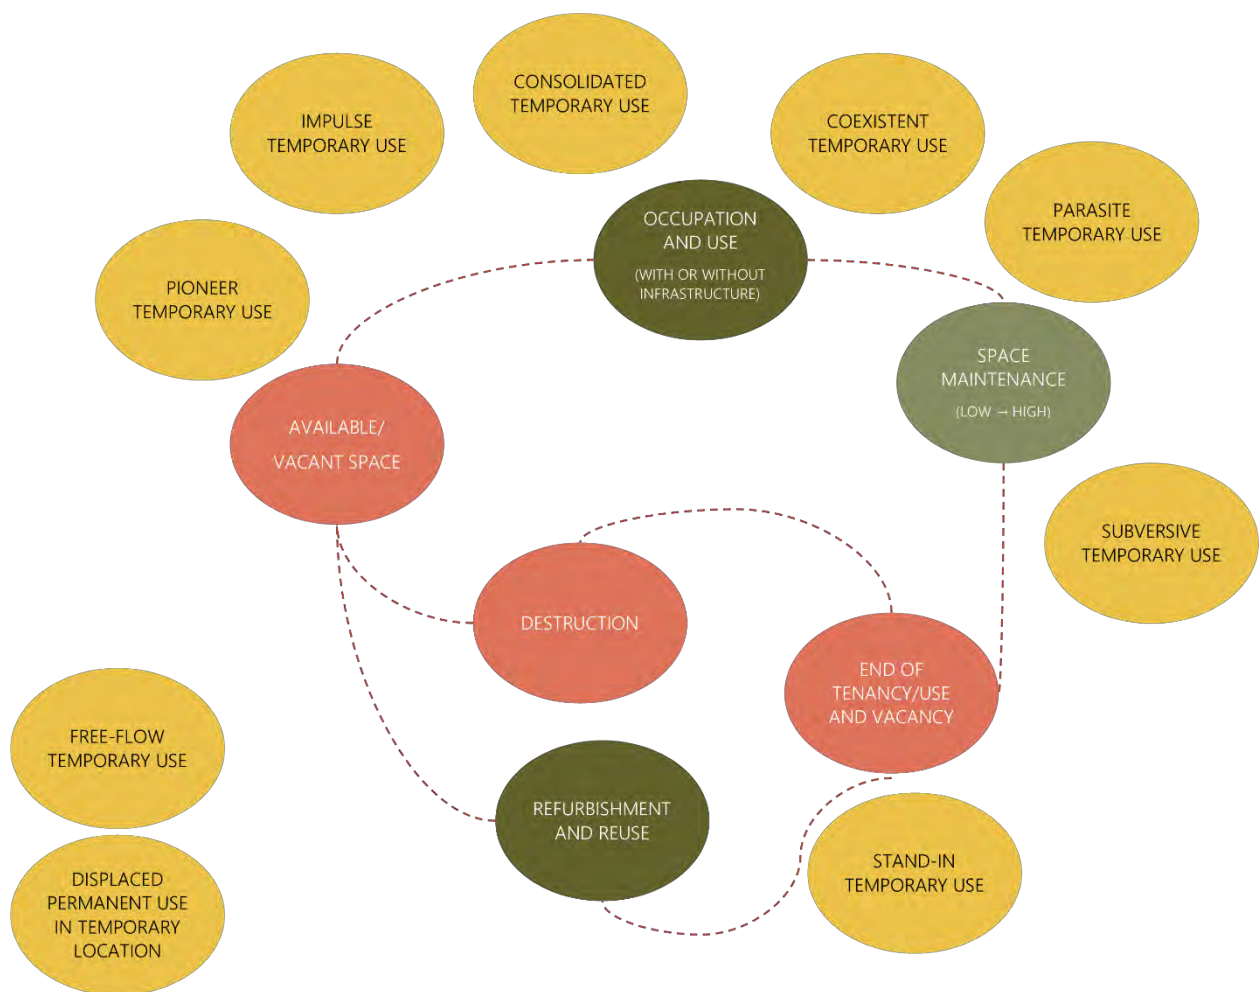 CONSOLIDATED
TEMPORARY USE
IMPULSE
TEMPORARY USE
COEXISTENT
TEMPORARY USE
PARASITE
TEMPORARY USE
OCCUPATION
AND USE
(WITH OR WITHOUT
INFRASTRUCTURE)
PIONEER
TEMPORARY USE
SPACE
MAINTENANCE
(LOW → HIGH)
AVAILABLE/
VACANT SPACE
SUBVERSIVE
TEMPORARY USE
DESTRUCTION
END OF
TENANCY/USE
AND VACANCY
FREE-FLOW
TEMPORARY USE
REFURBISHMENT
AND REUSE
STAND-IN
TEMPORARY USE
DISPLACED
PERMANENT USE
IN TEMPORARY
LOCATION